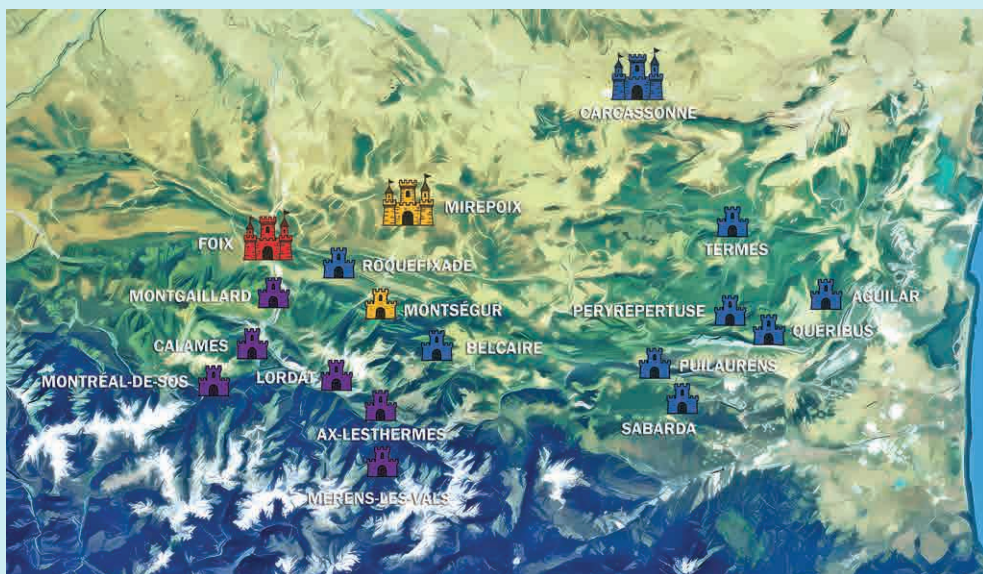 CARCASSONNE
MIREPOIX
TERMES
FOIX
ROQUEFIXADE
MONTGAILLARD
AGUILAR
MONTSÉGUR
PERYREPERTUSE
QUERIBUS
CALAMES
BELCAIRE
PUILAURENS
MONTRÉAL-DE-SOS
LORDAT
SABARDA
AX-LESTHERMES
MERENS-LES-VALS